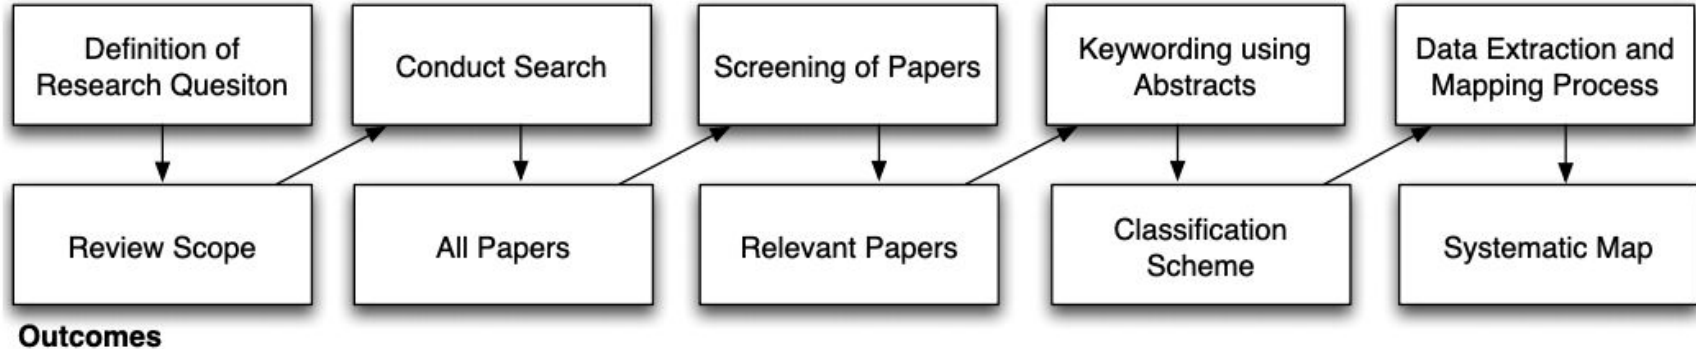 Definition of
Research Quesiton
Conduct Search
Screening of Papers
Keywording using
Abstracts
Data Extraction and
Mapping Process
Review Scope
All Papers
Relevant Papers
Classification
Scheme
Systematic Map
Outcomes